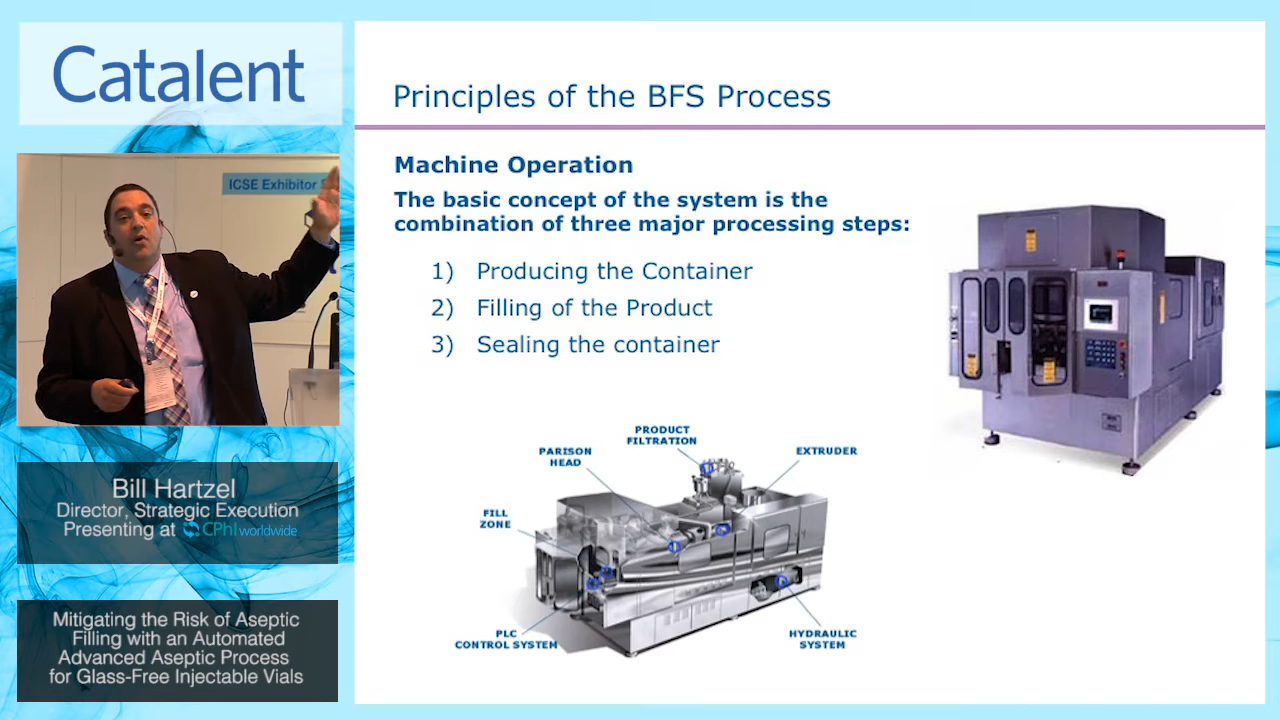 Catalent
ICSE Exhibitor
Bill Hartzel
Director, Strategic Execution
Presenting at CPhI worldwide
Mitigating the Risk of Aseptic
Filling with an Automated
Advanced Aseptic Process
for Glass-Free Injectable Vials
Principles of the BFS Process
Machine Operation
The basic concept of the system is the
combination of three major processing steps:
1) Producing the Container
2) Filling of the Product
3) Sealing the container
PRODUCT
FILTRATION
PARISON
HEAD
EXTRUDER
FILL
ZONE
PLC
CONTROL SYSTEM
HYDRAULIC
SYSTEM